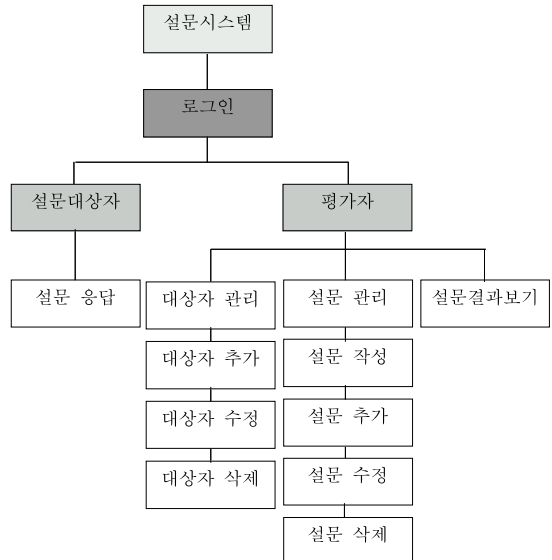 설문시스템
로그인
설문대상자
평가자
설문 응답
대상자 관리
설문 관리
설문결과보기
대상자 추가
설문 작성
대상자 수정
설문 추가
대상자 삭제
설문 수정
설문 삭제